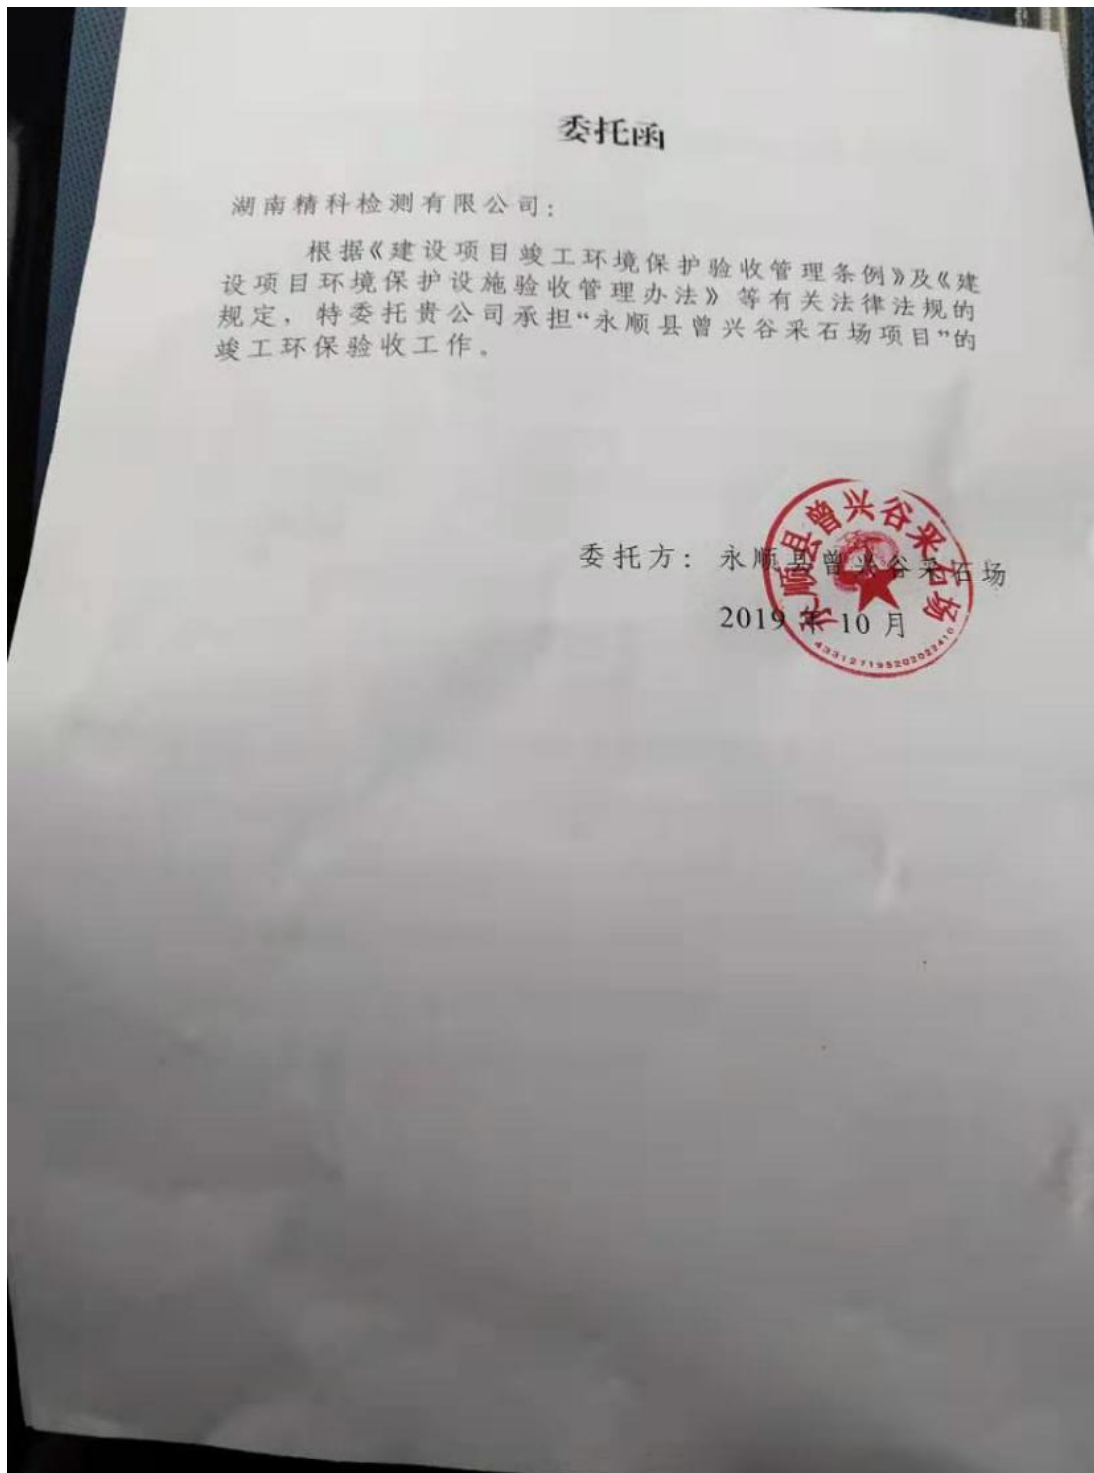 委托函
湖南精科检测有限公司：
根据《建设项目竣工环境保护验收管理条例》及《建
设项目环境保护设施验收管理办法》等有关法律法规的
规定，特委托贵公司承担“永顺县曾兴谷采石场项目”的
竣工环保验收工作。
委托方：永顺县曾兴谷采石场
2019年10月
永顺县曾兴谷采石场